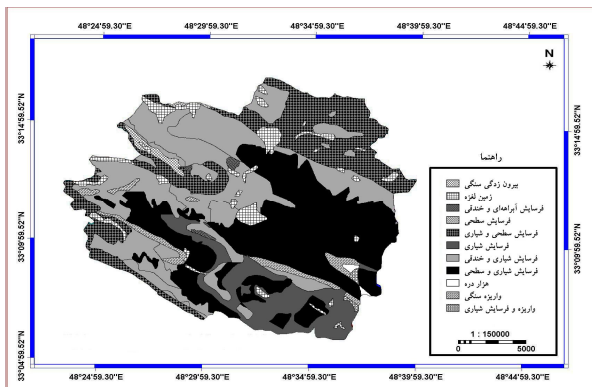 48°24'59.30"E 48°29'59.30"E 48°34'59.30"E 48°39'59.30"E 48°44'59.30"E
N
33°14'59.52"N 33°14'59.52"N
راهنما
بیرون زدگی سنگی
زمین لغزه
فرسایش آبراهه‌ای و خندقی
فرسایش سطحی
فرسایش سطحی و شیاری
فرسایش شیاری
فرسایش شیاری و خندقی
فرسایش شیاری و سطحی
هزار دره
واریزه سنگی
واریزه و فرسایش شیاری
33°09'59.52"N 33°09'59.52"N
1 : 150000
0 5000
33°04'59.52"N 33°04'59.52"N
48°24'59.30"E 48°29'59.30"E 48°34'59.30"E 48°39'59.30"E 48°44'59.30"E